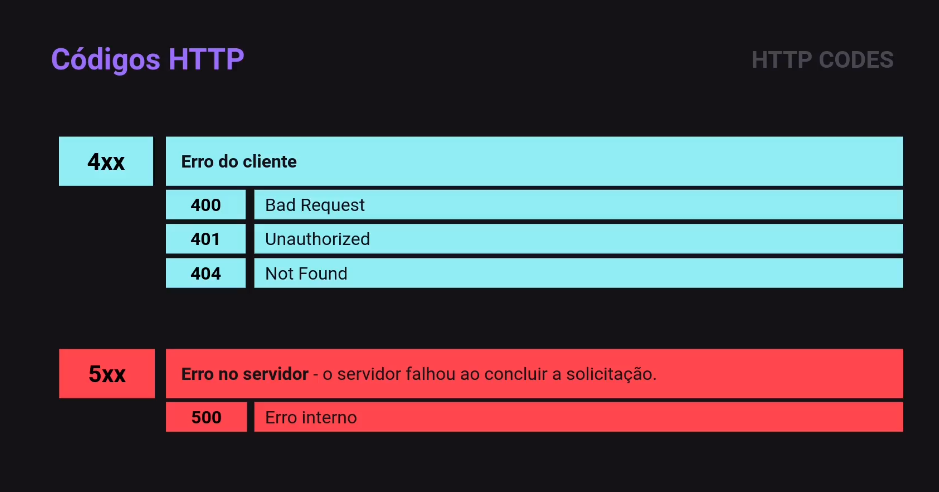 Códigos HTTP
HTTP CODES
4xx
Erro do cliente
400
Bad Request
401
Unauthorized
404
Not Found
5xx
Erro no servidor - o servidor falhou ao concluir a solicitação.
500
Erro interno